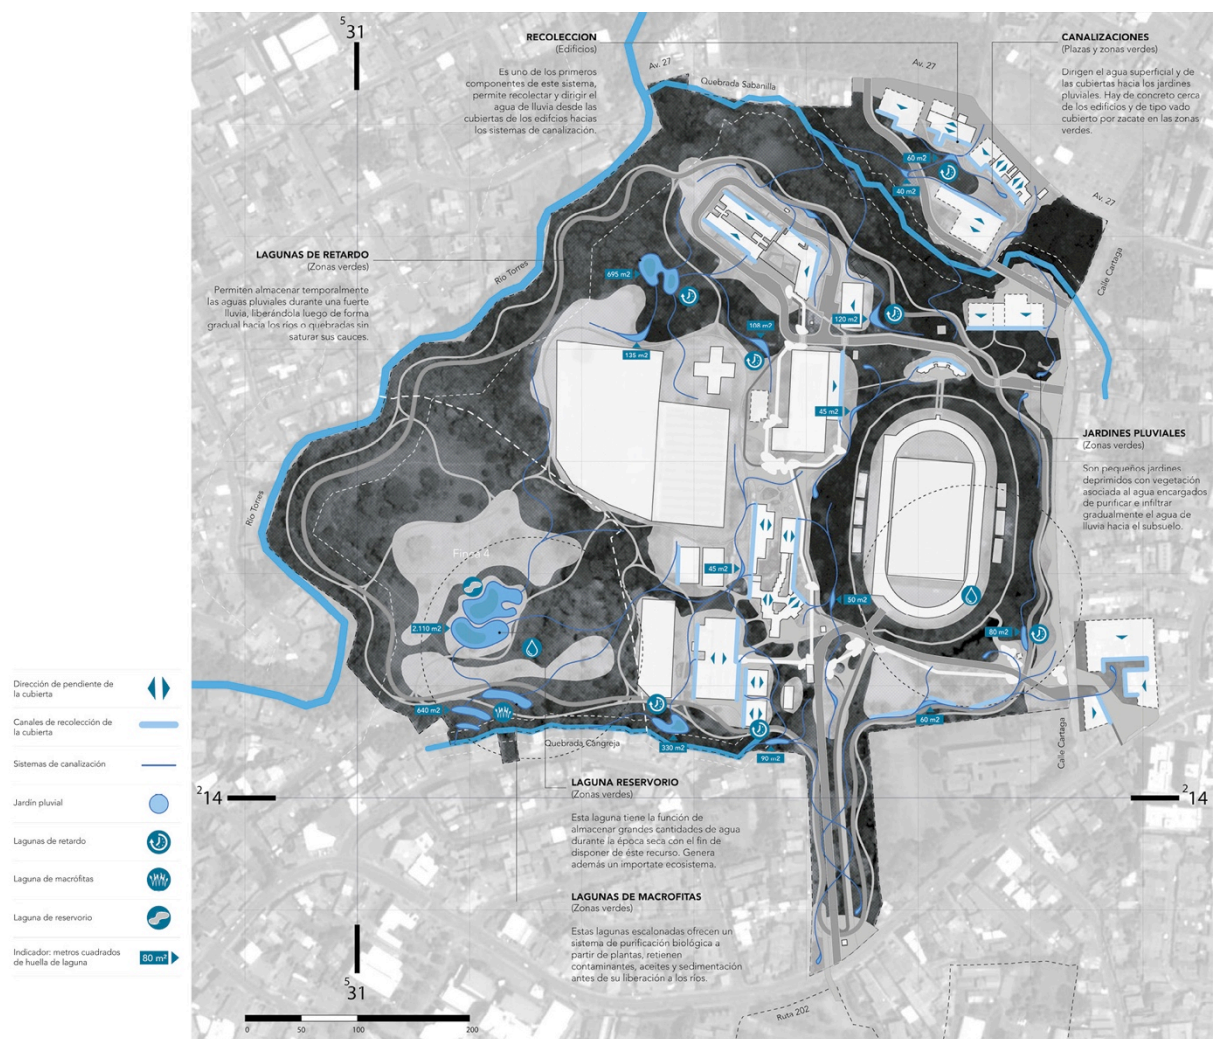 5
31
RECOLECCION
(Edificios)
Es uno de los primeros
componentes de este sistema,
permite recolectar y dirigir el
agua de lluvia desde las
cubiertas de los edifcios hacias
los sistemas de canalización.
Av. 27
Quebrada Sabanilla
Av. 27
CANALIZACIONES
(Plazas y zonas verdes)
Dirigen el agua superficial y de
las cubiertas hacia los jardines
pluviales. Hay de concreto cerca
de los edificios y de tipo vado
cubierto por zacate en las zonas
verdes.
60 m2
40 m2
Av. 27
Calle Cartaga
LAGUNAS DE RETARDO
(Zonas verdes)
Permiten almacenar temporalmente
las aguas pluviales durante una fuerte
lluvia, liberándola luego de forma
gradual hacia los ríos o quebradas sin
saturar sus cauces.
Río Torres
695 m2
108 m2
120 m2
135 m2
45 m2
JARDINES PLUVIALES
(Zonas verdes)
Son pequeños jardines
deprimidos con vegetación
asociada al agua encargados
de purificar e infiltrar
gradualmente el agua de
lluvia hacia el subsuelo.
Río Torres
Finca 4
45 m2
50 m2
2.110 m2
80 m2
640 m2
60 m2
Quebrada Cangreja
330 m2
90 m2
Calle Cartaga
Dirección de pendiente de
la cubierta
Canales de recolección de
la cubierta
Sistemas de canalización
Jardín pluvial
Lagunas de retardo
Laguna de macrófitas
Laguna de reservorio
Indicador: metros cuadrados
de huella de laguna
80 m²
2
14
2
14
LAGUNA RESERVORIO
(Zonas verdes)
Esta laguna tiene la función de
almacenar grandes cantidades de agua
durante la época seca con el fin de
disponer de éste recurso. Genera
además un importate ecosistema.
LAGUNAS DE MACROFITAS
(Zonas verdes)
Estas lagunas escalonadas ofrecen un
sistema de purificación biológica a
partir de plantas, retienen
contaminantes, aceites y sedimentación
antes de su liberación a los ríos.
5
31
Ruta 202
0 50 100 200